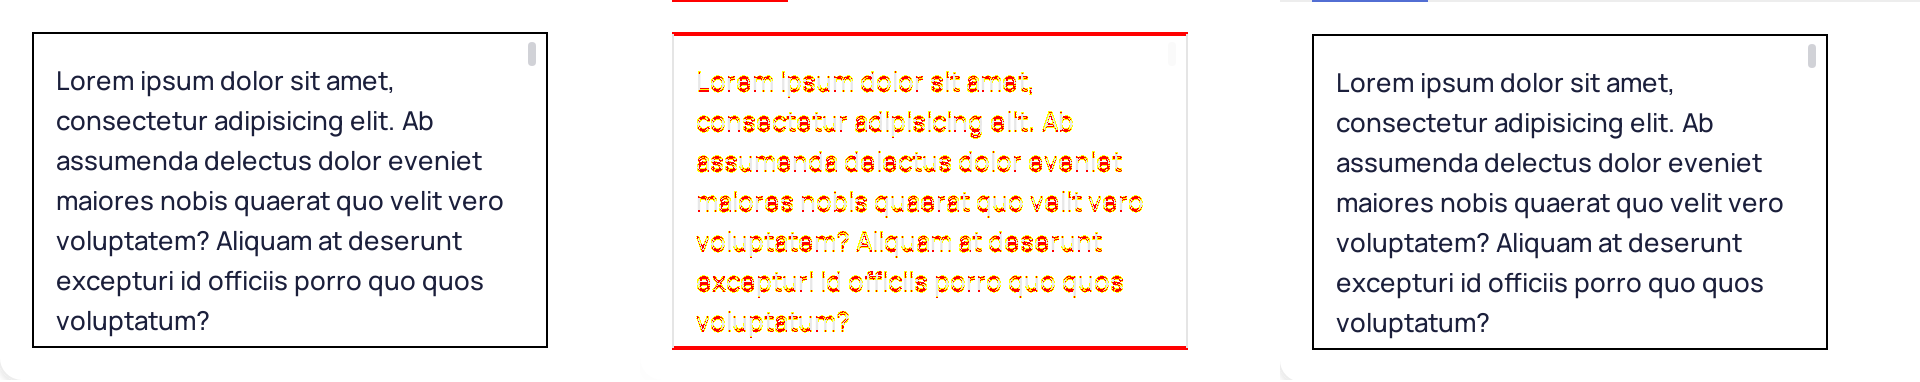 Lorem ipsum dolor sit amet,
consectetur adipisicing elit. Ab
assumenda delectus dolor eveniet
maiores nobis quaerat quo velit vero
voluptatem? Aliquam at deserunt
excepturi id officiis porro quo quos
voluptatum?
Lorem ipsum dolor sit amet,
consectetur adipisicing elit. Ab
assumenda delectus dolor eveniet
maiores nobis quaerat quo velit vero
voluptatem? Aliquam at deserunt
excepturi id officiis porro quo quos
voluptatum?
Lorem ipsum dolor sit amet,
consectetur adipisicing elit. Ab
assumenda delectus dolor eveniet
maiores nobis quaerat quo velit vero
voluptatem? Aliquam at deserunt
excepturi id officiis porro quo quos
voluptatum?